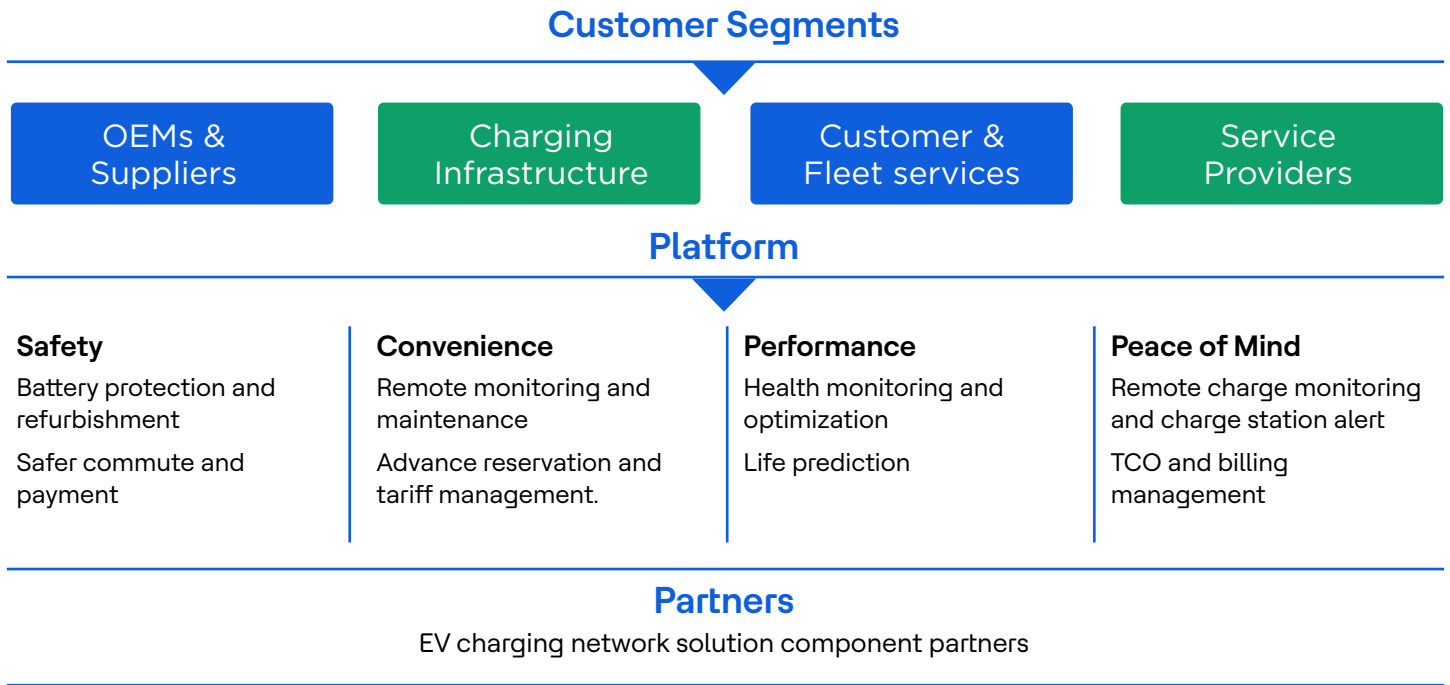 Customer Segments
OEMs &
Suppliers
Charging
Infrastructure
Customer &
Fleet services
Service
Providers
Platform
Safety
Battery protection and
refurbishment
Safer commute and
payment
Convenience
Remote monitoring and
maintenance
Advance reservation and
tariff management.
Performance
Health monitoring and
optimization
Life prediction
Peace of Mind
Remote charge monitoring
and charge station alert
TCO and billing
management
Partners
EV charging network solution component partners